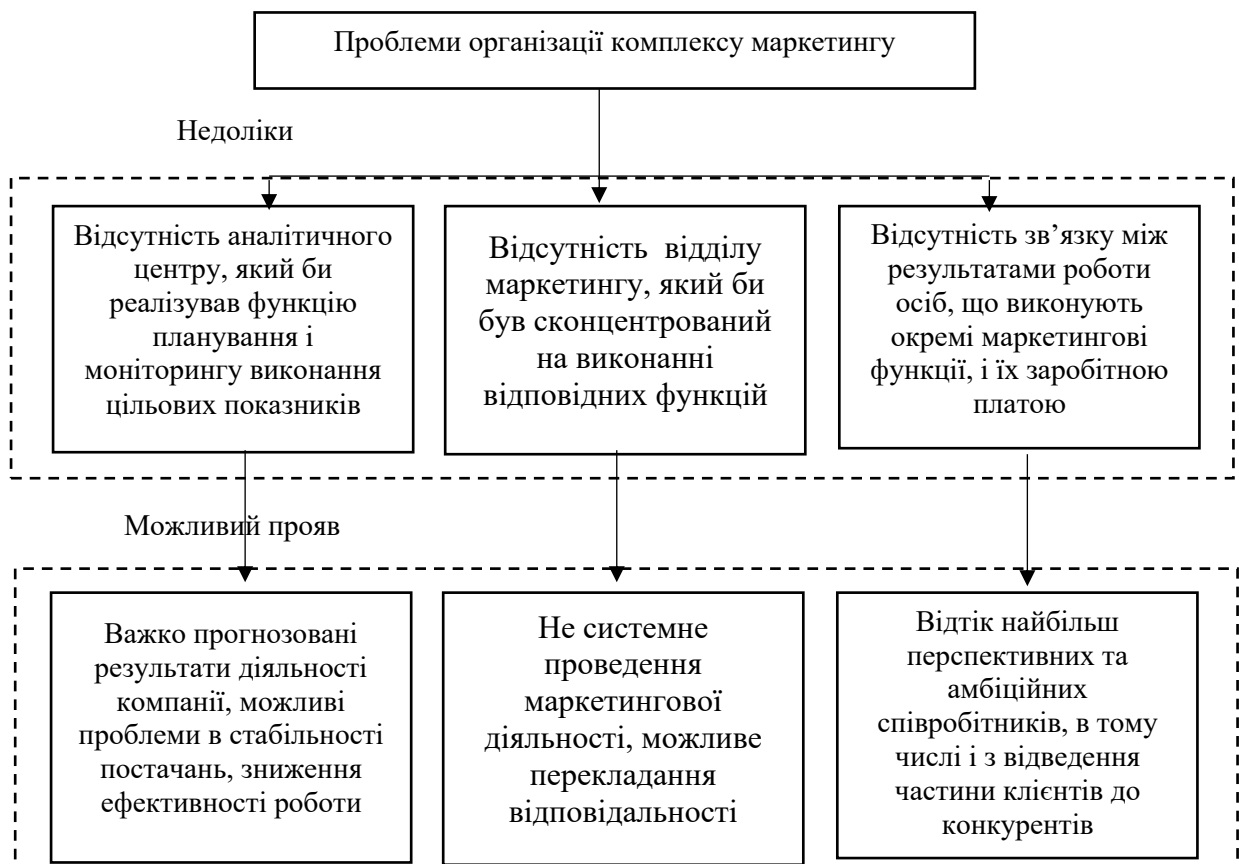 Проблеми організації комплексу маркетингу
Недоліки
Відсутність аналітичного
центру, який би
реалізував функцію
планування і
моніторингу виконання
цільових показників
Відсутність відділу
маркетингу, який би
був сконцентрований
на виконанні
відповідних функцій
Відсутність зв’язку між
результатами роботи
осіб, що виконують
окремі маркетингові
функції, і їх заробітною
платою
Можливий прояв
Важко прогнозовані
результати діяльності
компанії, можливі
проблеми в стабільності
постачань, зниження
ефективності роботи
Не системне
проведення
маркетингової
діяльності, можливе
перекладання
відповідальності
Відтік найбільш
перспективних та
амбіційних
співробітників, в тому
числі і з відведення
частини клієнтів до
конкурентів